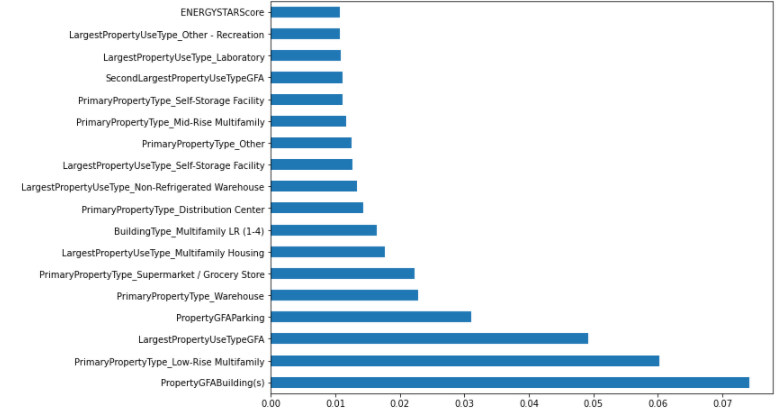 ENERGYSTARScore
LargestPropertyUseType_Other - Recreation
LargestPropertyUseType_Laboratory
SecondLargestPropertyUseTypeGFA
PrimaryPropertyType_Self-Storage Facility
PrimaryPropertyType_Mid-Rise Multifamily
PrimaryPropertyType_Other
LargestPropertyUseType_Self-Storage Facility
LargestPropertyUseType_Non-Refrigerated Warehouse
PrimaryPropertyType_Distribution Center
BuildingType_Multifamily LR (1-4)
LargestPropertyUseType_Multifamily Housing
PrimaryPropertyType_Supermarket / Grocery Store
PrimaryPropertyType_Warehouse
PropertyGFAParking
LargestPropertyUseTypeGFA
PrimaryPropertyType_Low-Rise Multifamily
PropertyGFABuilding(s)
0.00 0.01 0.02 0.03 0.04 0.05 0.06 0.07